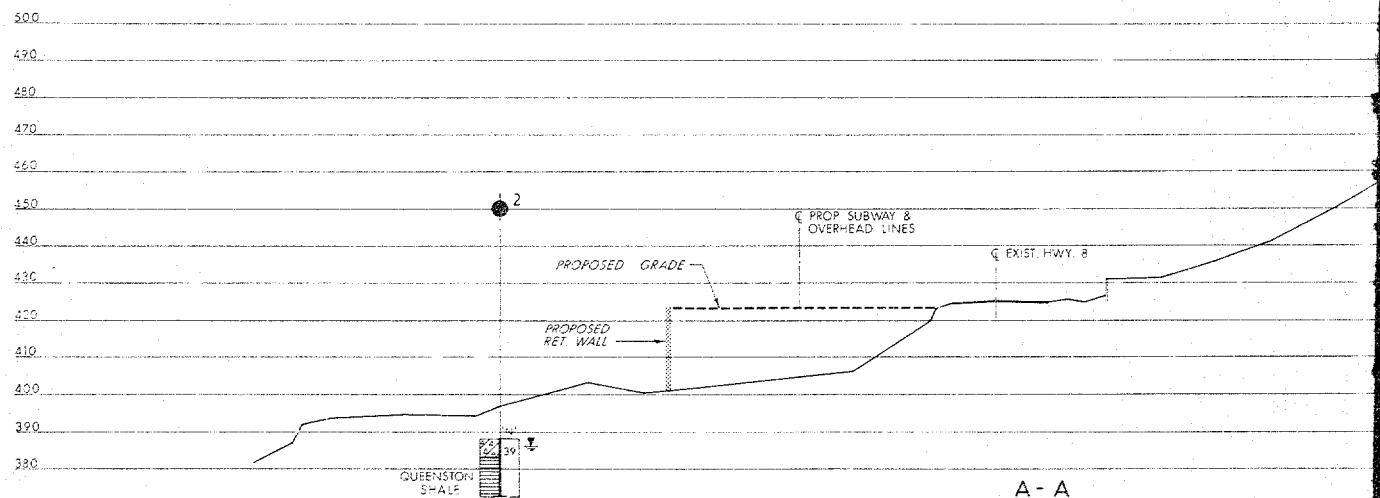 500
490
480
470
460
450
2
440
℄ PROP SUBWAY &
OVERHEAD LINES
℄ EXIST. HWY. 8
PROPOSED GRADE
430
420
PROPOSED
RET. WALL
410
400
390
'N'
39
380
QUEENSTON
SHALE
A - A